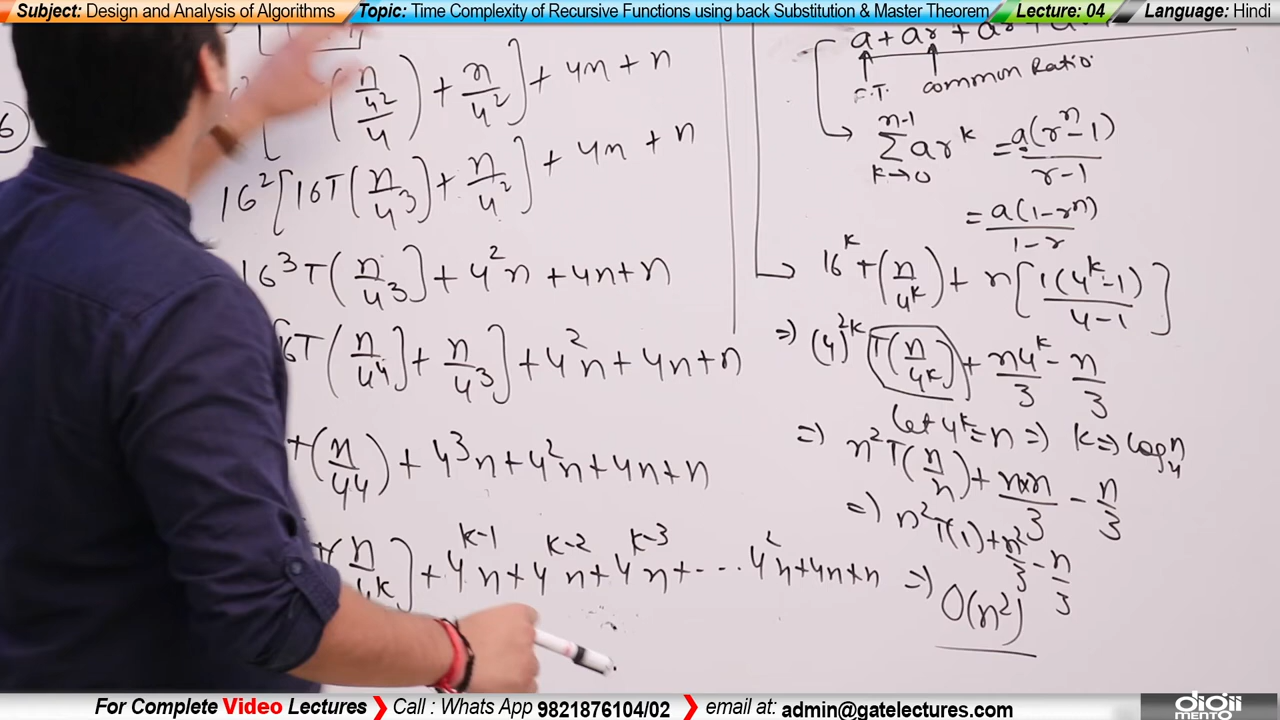 Subject: Design and Analysis of Algorithms
Topic: Time Complexity of Recursive Functions using back Substitution & Master Theorem
Lecture: 04
Language: Hindi
6
(n/4²/4) + n/4²] + 4n + n
16²[16T(n/4³) + n/4²] + 4n + n
16³T(n/4³) + 4²n + 4n + n
6T(n/4⁴] + n/4³] + 4²n + 4n + n
(n/44) + 4³n + 4²n + 4n + n
+ 4^(k-1)n + 4^(k-2)n + 4^(k-3)n + ... 4²n + 4n + n
a + ar +
F.T. common Ratio
n-1
Σ ar^k = a(r^n - 1)/r-1
k→0
= a(1-r^n)/1-r
16^k T(n/4^k) + n[1(4^k - 1)/4-1]
⇒ (4)^2k T(n/4^k) + n4^k/3 - n/3
let 4^k = n ⇒ k ⇒ log₄n
⇒ n²T(n/n) + n×n/3 - n/3
⇒ n²T(1) + n²/3 - n/3
⇒ O(n²)
For Complete Video Lectures
Call : Whats App 9821876104/02
email at: admin@gatelectures.com
digii